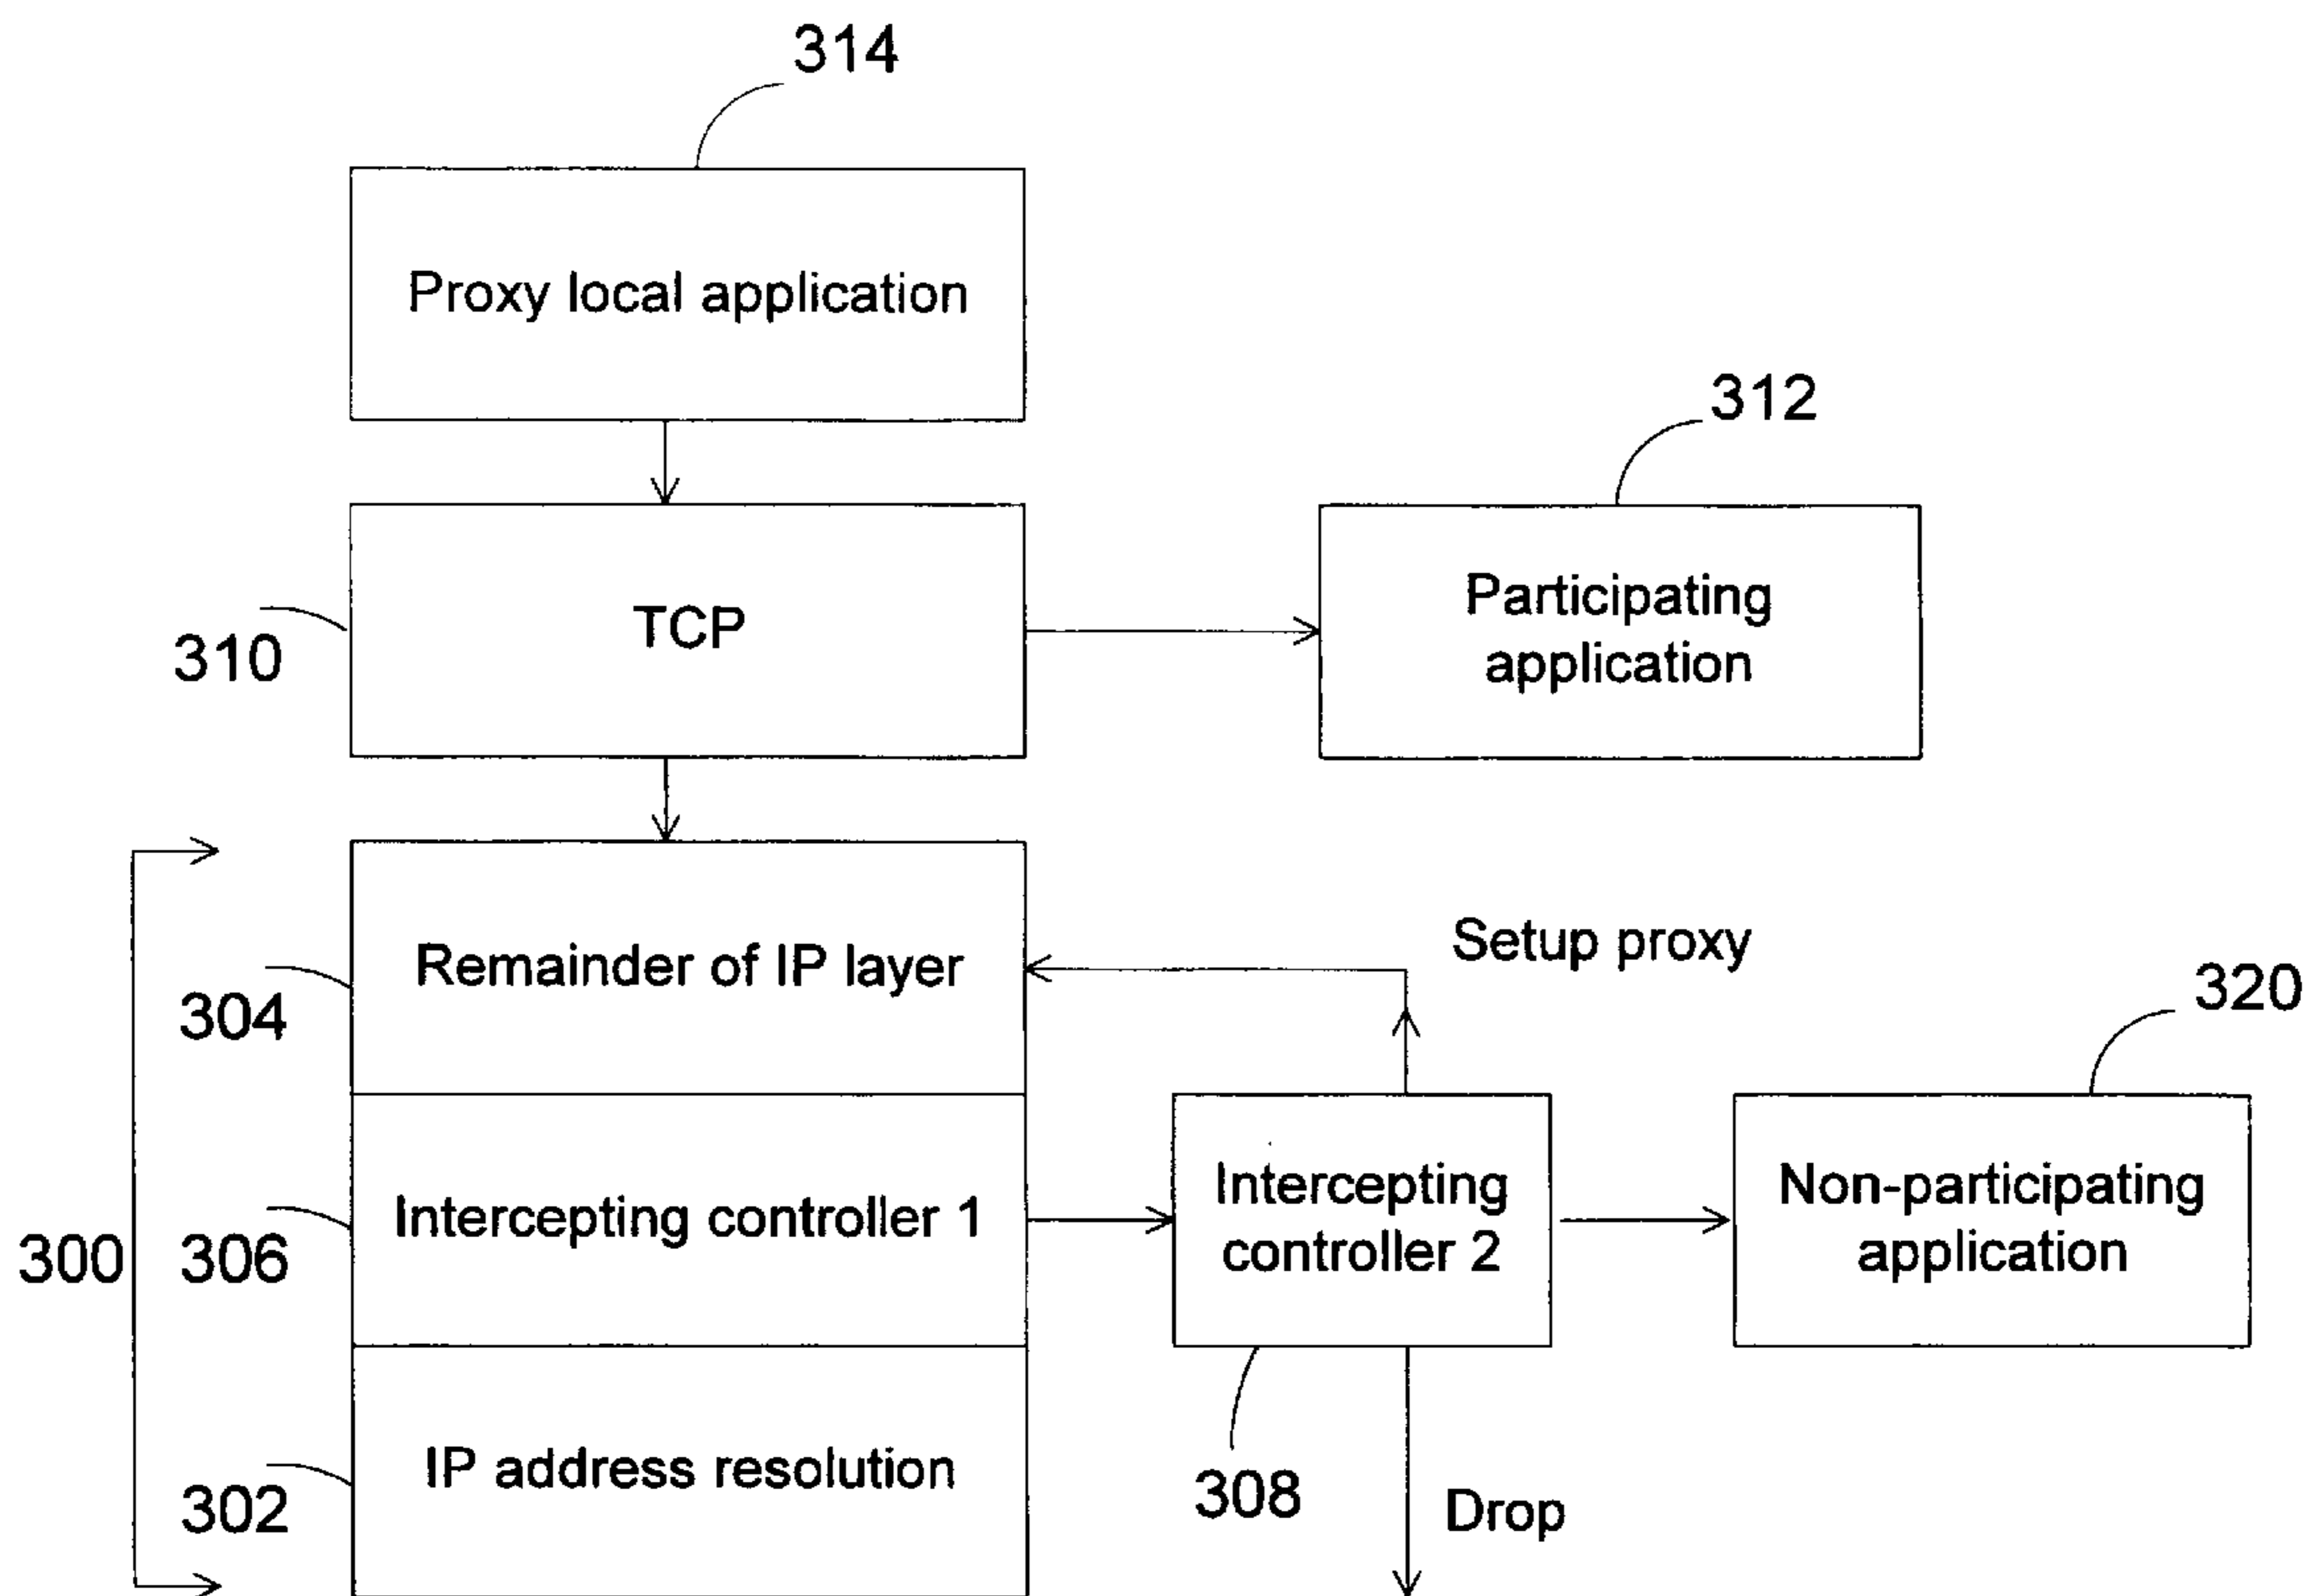 314
Proxy local application
312
310
TCP
Participating
application
Setup proxy
304
Remainder of IP layer
320
300
306
Intercepting controller 1
Intercepting
controller 2
Non-participating
application
302
IP address resolution
308
Drop